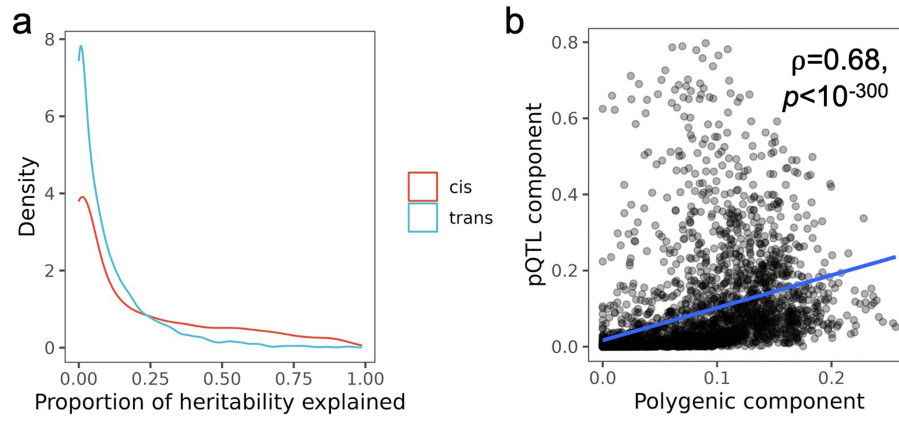 a
8
6
4
2
0
Density
0.00 0.25 0.50 0.75 1.00
Proportion of heritability explained
cis
trans
b
0.8
0.6
0.4
0.2
0.0
pQTL component
ρ=0.68,
p<10⁻³⁰⁰
0.0 0.1 0.2
Polygenic component